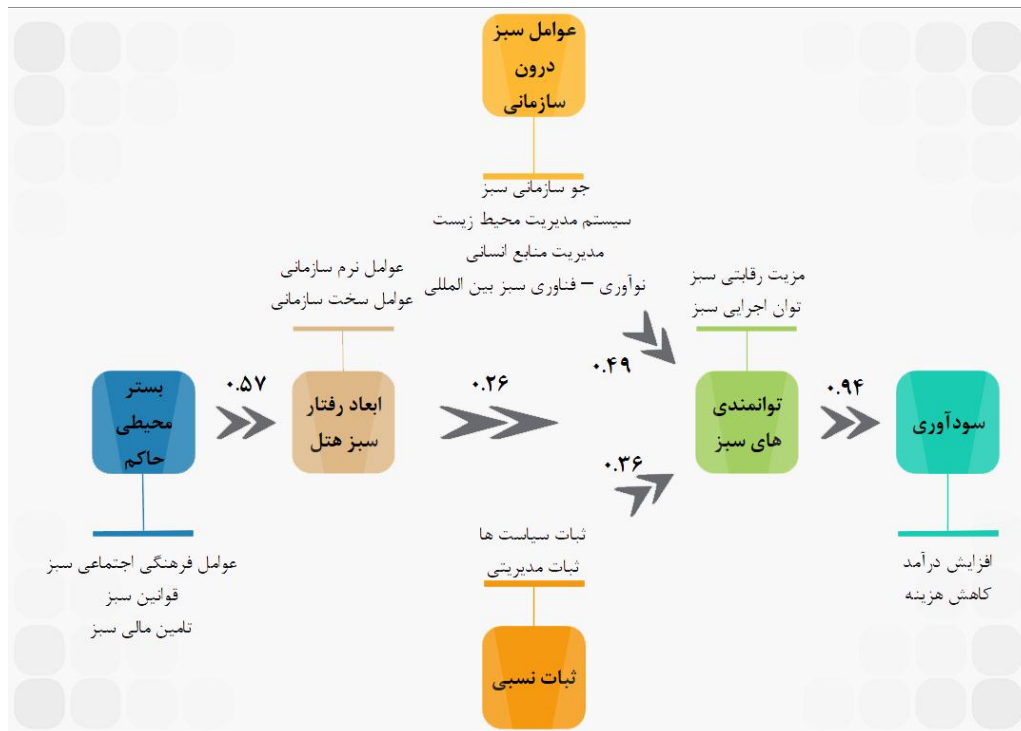 عوامل سبز
درون
سازمانی
جو سازمانی سبز
سیستم مدیریت محیط زیست
مدیریت منابع انسانی
نوآوری – فناوری سبز بین المللی
عوامل نرم سازمانی
عوامل سخت سازمانی
مزیت رقابتی سبز
توان اجرایی سبز
بستر
محیطی
حاکم
۰.۵۷
ابعاد رفتار
سبز هتل
۰.۲۶
۰.۴۹
۰.۳۶
توانمندی
های سبز
۰.۹۴
سودآوری
عوامل فرهنگی اجتماعی سبز
قوانین سبز
تامین مالی سبز
ثبات سیاست ها
ثبات مدیریتی
ثبات نسبی
افزایش درآمد
کاهش هزینه